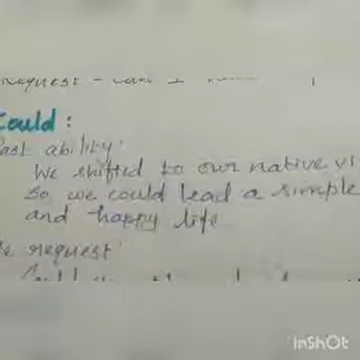 Request - can I
Could:
ast ability:
We shifted to our native vi
So we could lead a simple
and happy life.
e request
InShOt